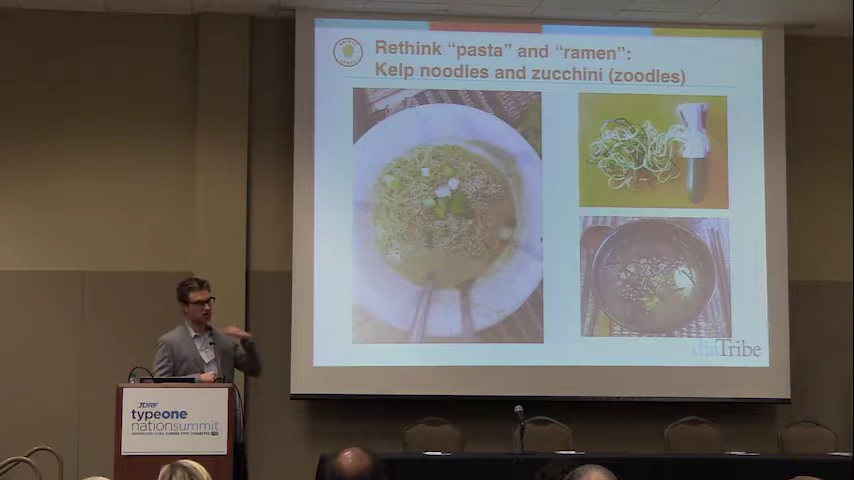 Rethink “pasta” and “ramen”:
Kelp noodles and zucchini (zoodles)
diaTribe
JDRF
typeone
nationsummit